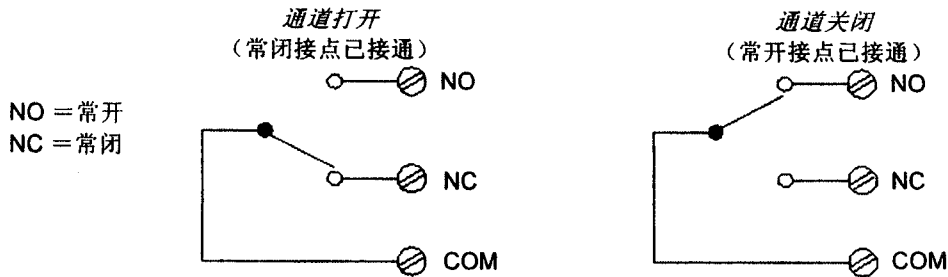 通道打开
（常闭接点已接通）
NO
NO ＝常开
NC ＝常闭
NC
COM
通道关闭
（常开接点已接通）
NO
NC
COM